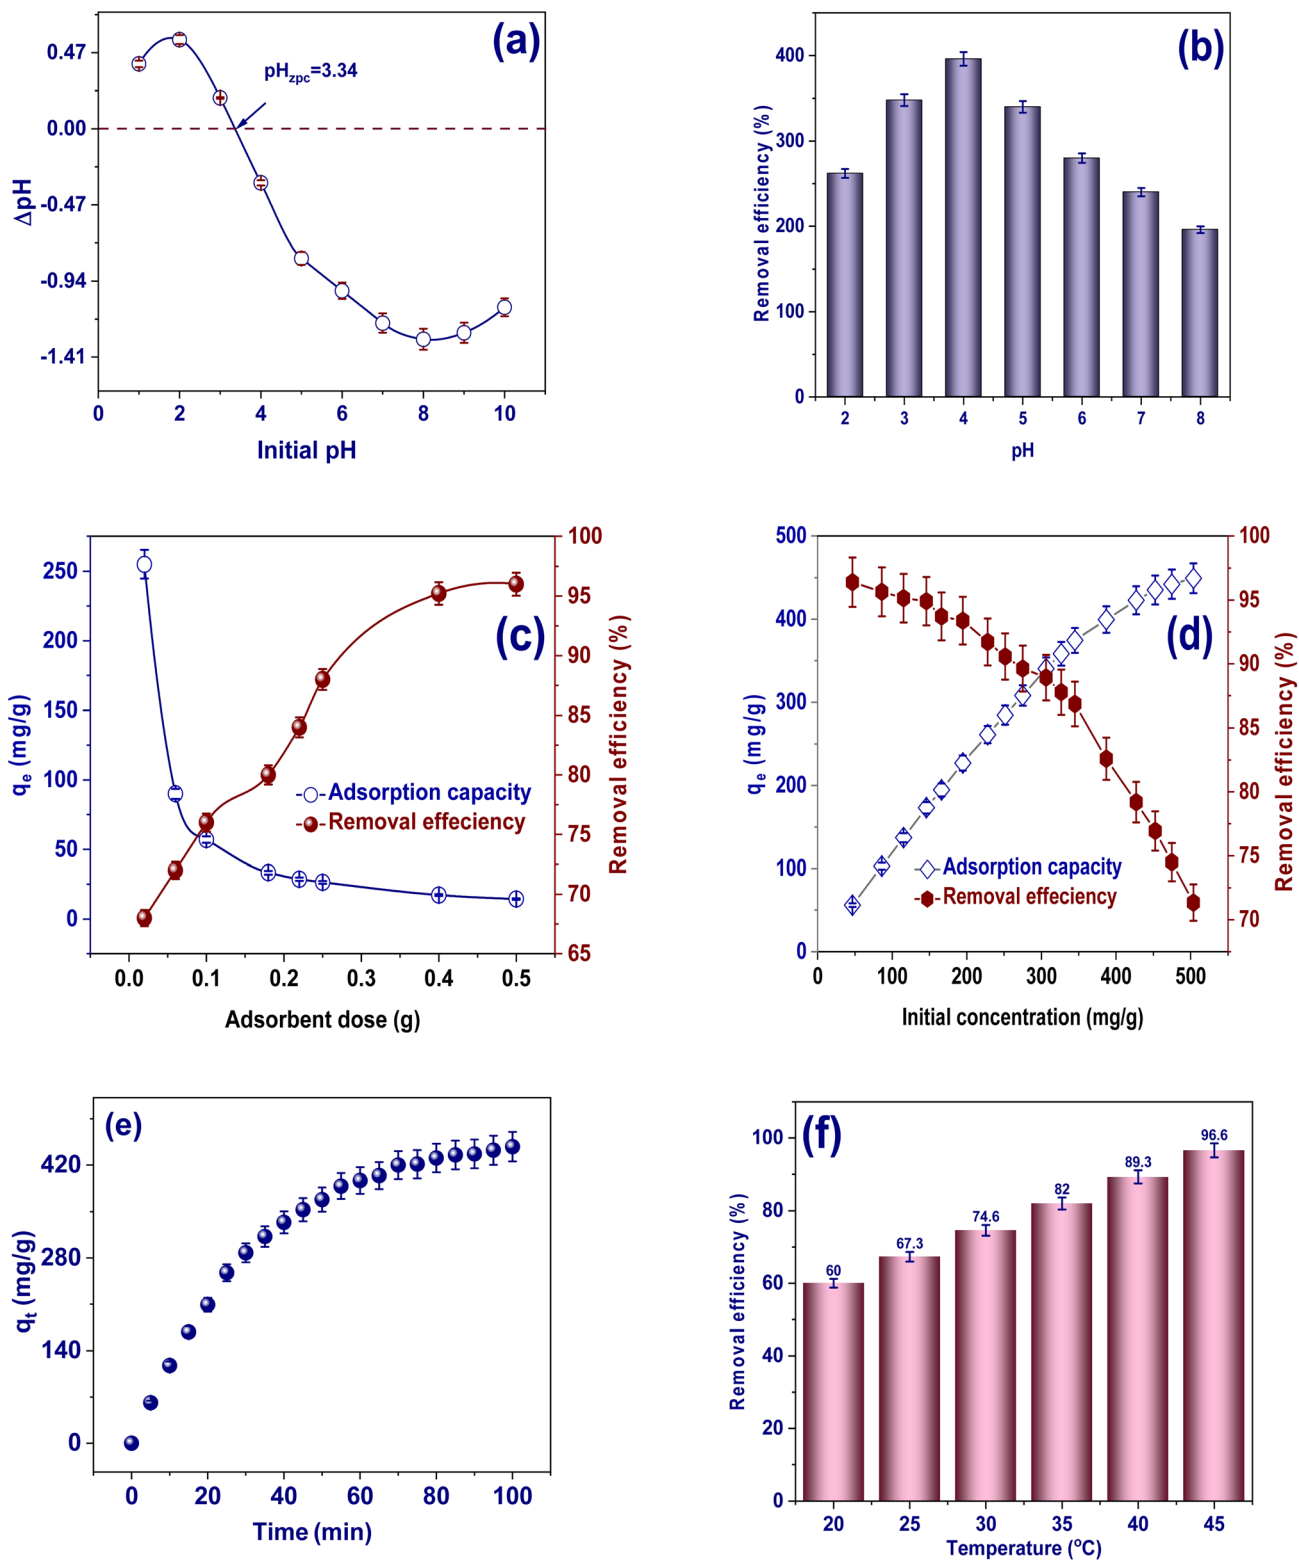 (a)
pHzpc=3.34
0.47
0.00
-0.47
-0.94
-1.41
ΔpH
0 2 4 6 8 10
Initial pH
(b)
400
300
200
100
0
Removal efficiency (%)
2 3 4 5 6 7 8
pH
(c)
250
200
150
100
50
0
qe (mg/g)
100
95
90
85
80
75
70
65
Removal efficiency (%)
Adsorption capacity
Removal effeciency
0.0 0.1 0.2 0.3 0.4 0.5
Adsorbent dose (g)
(d)
500
400
300
200
100
0
qe (mg/g)
100
95
90
85
80
75
70
Removal efficiency (%)
Adsorption capacity
Removal effeciency
0 100 200 300 400 500
Initial concentration (mg/g)
(e)
420
280
140
0
qt (mg/g)
0 20 40 60 80 100
Time (min)
(f)
100
80
60
40
20
0
Removal efficiency (%)
60
67.3
74.6
82
89.3
96.6
20 25 30 35 40 45
Temperature (oC)